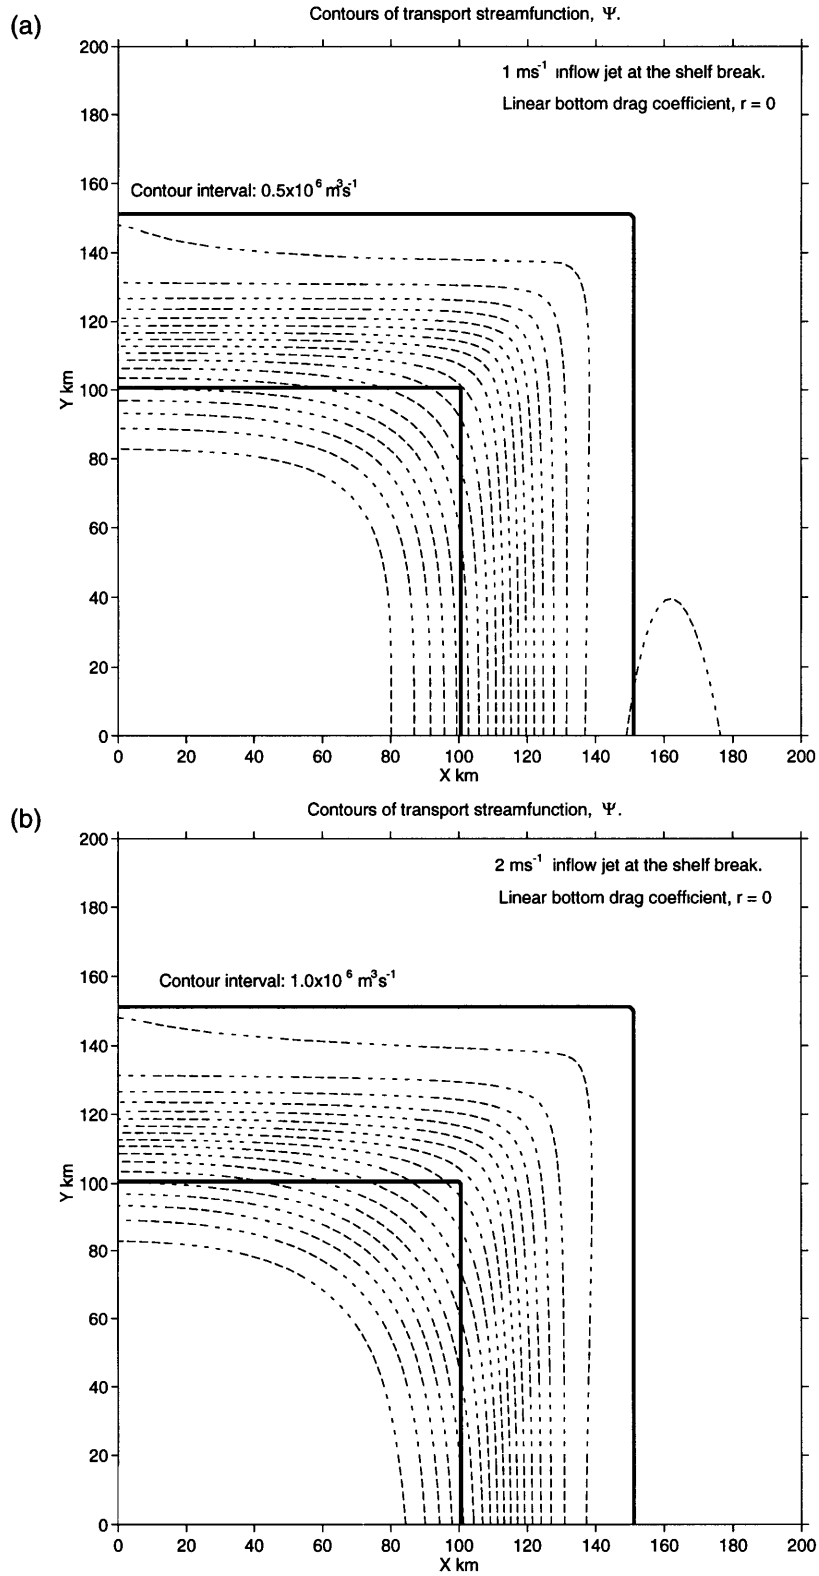 (a)
Contours of transport streamfunction, Ψ.
1 ms⁻¹ inflow jet at the shelf break.
Linear bottom drag coefficient, r = 0
Contour interval: 0.5x10⁶ m³s⁻¹
200
180
160
140
120
100
80
60
40
20
0
Y km
0 20 40 60 80 100 120 140 160 180 200
X km
(b)
Contours of transport streamfunction, Ψ.
2 ms⁻¹ inflow jet at the shelf break.
Linear bottom drag coefficient, r = 0
Contour interval: 1.0x10⁶ m³s⁻¹
200
180
160
140
120
100
80
60
40
20
0
Y km
0 20 40 60 80 100 120 140 160 180 200
X km